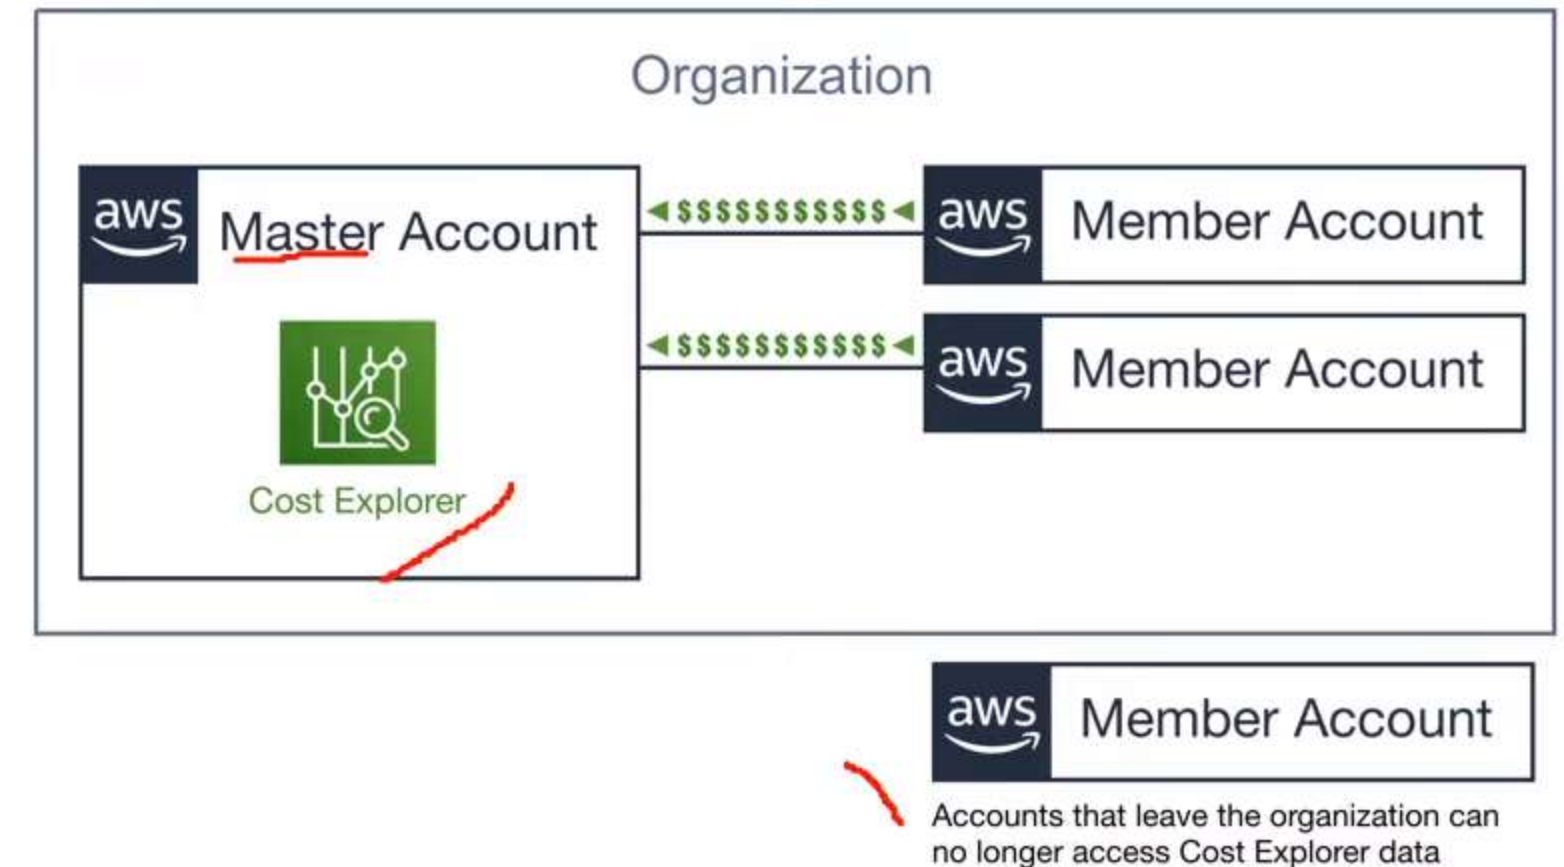 Organization
aws
Master Account
$$$$$$$$$$$
aws
Member Account
$$$$$$$$$$$
aws
Member Account
Cost Explorer
aws
Member Account
Accounts that leave the organization can
no longer access Cost Explorer data